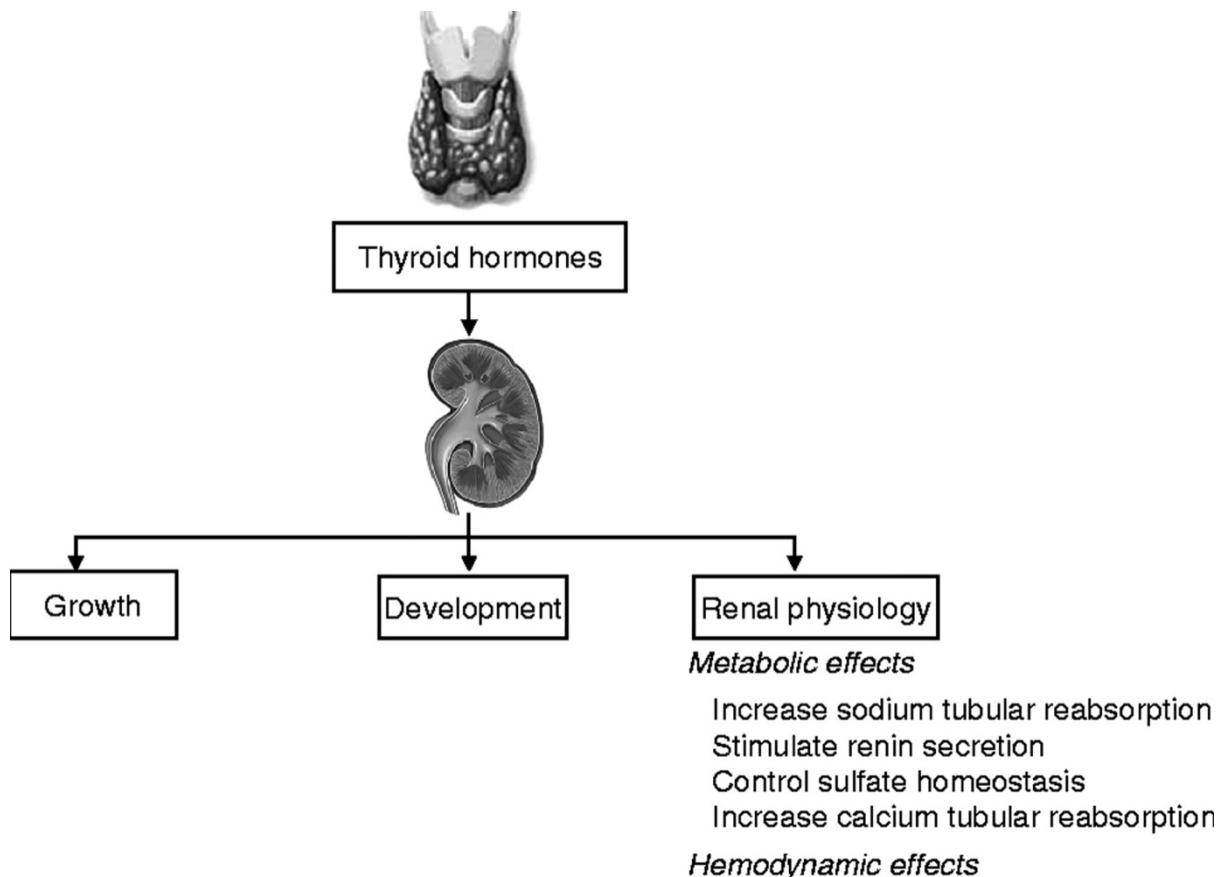 Thyroid hormones
Growth
Development
Renal physiology
Metabolic effects
Increase sodium tubular reabsorption
Stimulate renin secretion
Control sulfate homeostasis
Increase calcium tubular reabsorption
Hemodynamic effects